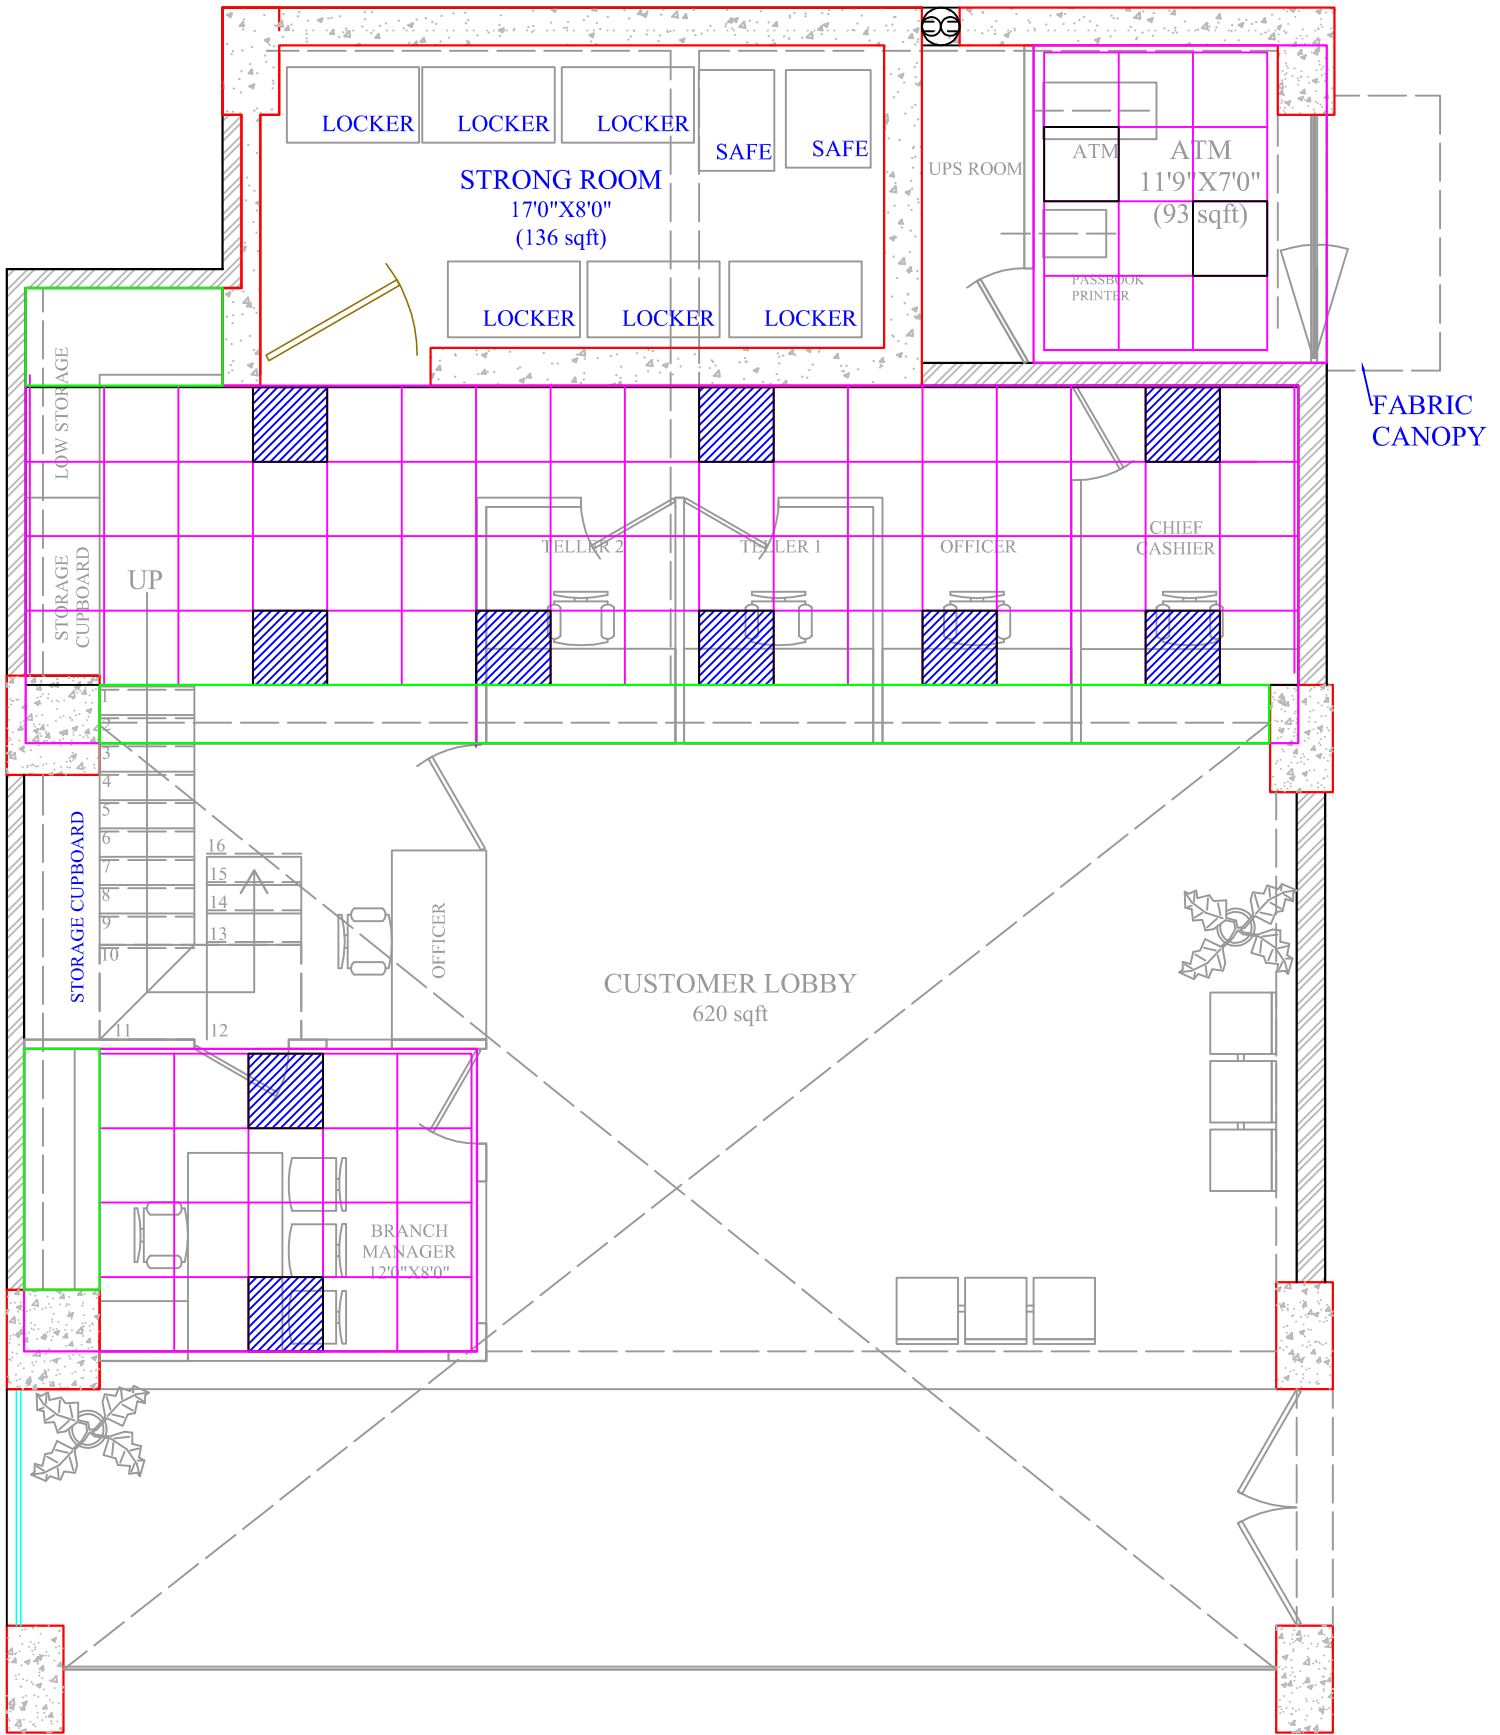 LOCKER
LOCKER
LOCKER
SAFE
SAFE
STRONG ROOM
17'0"X8'0"
(136 sqft)
LOCKER
LOCKER
LOCKER
UPS ROOM
ATM
ATM
11'9"X7'0"
(93 sqft)
PASSBOOK
PRINTER
FABRIC
CANOPY
LOW STORAGE
STORAGE
CUPBOARD
UP
TELLER 2
TELLER 1
OFFICER
CHIEF
CASHIER
1
2
3
4
5
6
7
8
9
10
11
12
13
14
15
16
STORAGE CUPBOARD
OFFICER
CUSTOMER LOBBY
620 sqft
BRANCH
MANAGER
12'0"X8'0"